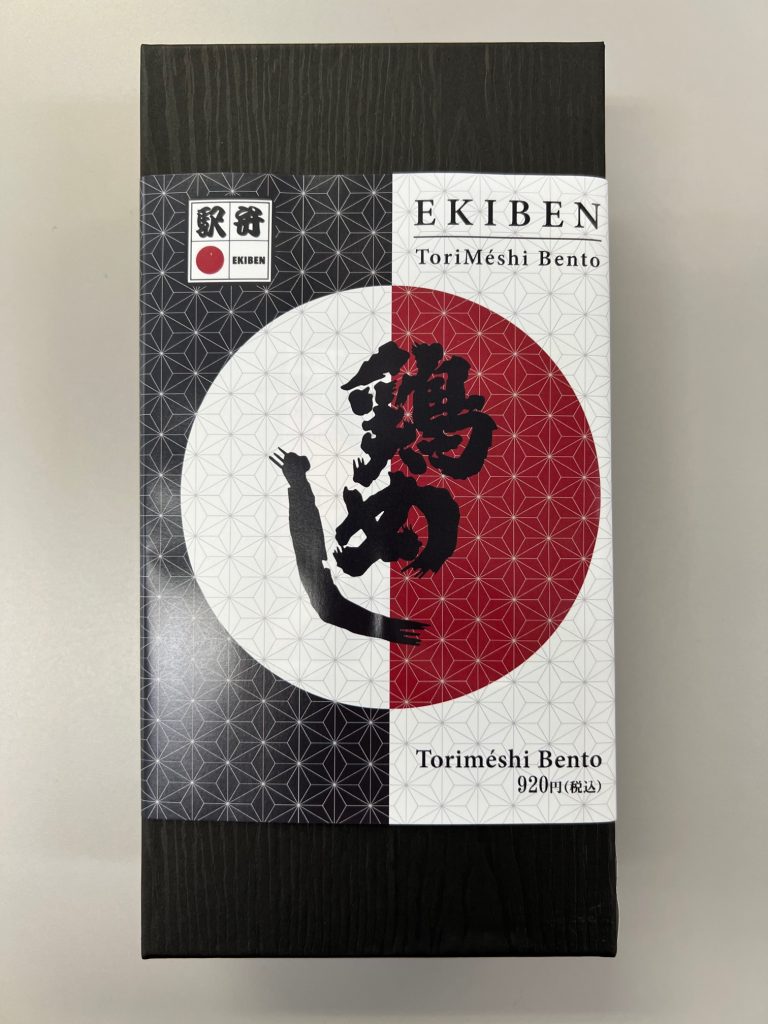 駅弁
EKIBEN
EKIBEN
ToriMéshi Bento
鶏めし
Toriméshi Bento
920円(税込)